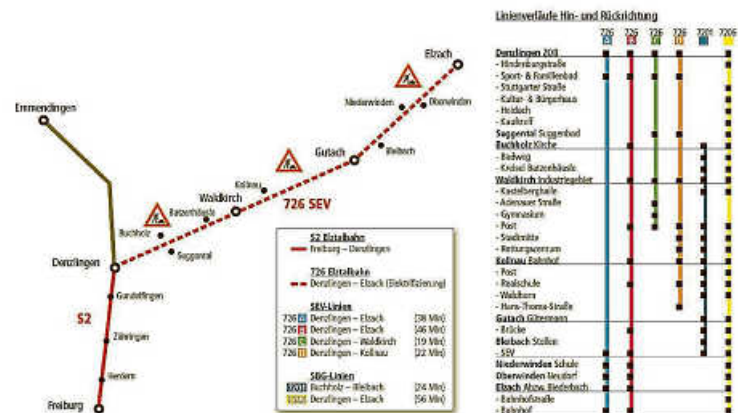 Elzach
Niederwinden
Oberwinden
Emmendingen
Bleibach
Gutach
Kollnau
Waldkirch
726 SEV
Batzenhäusle
Buchholz
Suggental
Denzlingen
Gundelfingen
S2
Zähringen
Herdern
Freiburg
S2 Elztalbahn
Freiburg – Denzlingen
726 Elztalbahn
Denzlingen – Elzach (Elektrifizierung)
SEV-Linien
726 A Denzlingen – Elzach (38 Min)
726 B Denzlingen – Elzach (46 Min)
726 C Denzlingen – Waldkirch (19 Min)
726 D Denzlingen – Kollnau (22 Min)
SBG-Linien
7201 Buchholz – Bleibach (24 Min)
7206 Denzlingen – Elzach (56 Min)
Linienverläufe Hin- und Rückrichtung
726 726 726 726 7201 7206
Denzlingen ZOB
- Hindenburgstraße
- Sport- & Familienbad
- Stuttgarter Straße
- Kultur- & Bürgerhaus
- Heidach
- Kauftreff
Suggental Suggenbad
Buchholz Kirche
- Badweg
- Kreisel Batzenhäusle
Waldkirch Industriegebiet
- Kastelberghalle
- Adenauer Straße
- Gymnasium
- Post
- Stadtmitte
- Rettungszentrum
Kollnau Bahnhof
- Post
- Realschule
- Waldhorn
- Hans-Thoma-Straße
Gutach Gütermann
- Brücke
Bleibach Stollen
- SEV
Niederwinden Schule
Oberwinden Neudorf
Elzach Abzw. Biederbach
- Bahnhofstraße
- Bahnhof